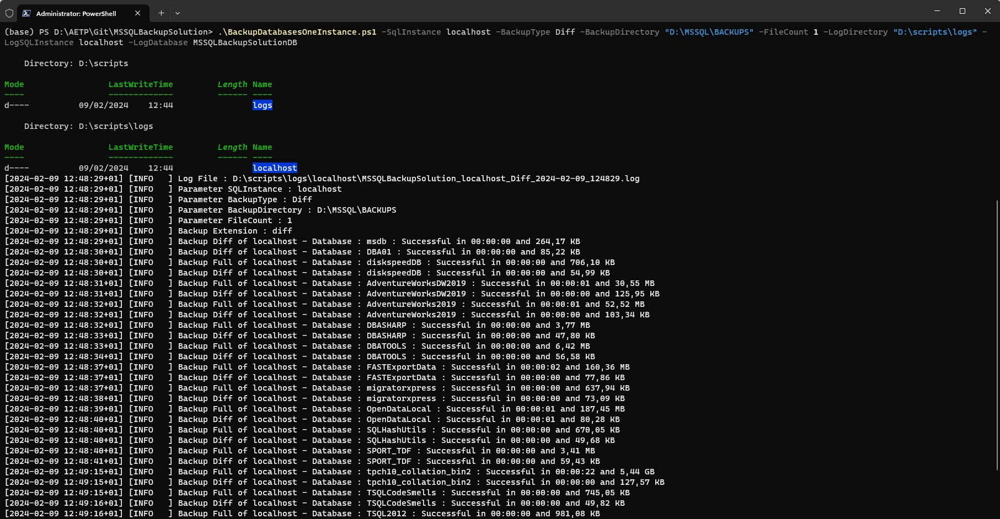 Administrator: PowerShell
(base) PS D:\AETP\Git\MSSQLBackupSolution> .\BackupDatabasesOneInstance.ps1 -SqlInstance localhost -BackupType Diff -BackupDirectory "D:\MSSQL\BACKUPS" -FileCount 1 -LogDirectory "D:\scripts\logs" -
LogSQLInstance localhost -LogDatabase MSSQLBackupSolutionDB
Directory: D:\scripts
Mode LastWriteTime Length Name
---- ------------- ------ ----
d---- 09/02/2024 12:44 logs
Directory: D:\scripts\logs
Mode LastWriteTime Length Name
---- ------------- ------ ----
d---- 09/02/2024 12:44 localhost
[2024-02-09 12:48:29+01] [INFO   ] Log File : D:\scripts\logs\localhost\MSSQLBackupSolution_localhost_Diff_2024-02-09_124829.log
[2024-02-09 12:48:29+01] [INFO   ] Parameter SQLInstance : localhost
[2024-02-09 12:48:29+01] [INFO   ] Parameter BackupType : Diff
[2024-02-09 12:48:29+01] [INFO   ] Parameter BackupDirectory : D:\MSSQL\BACKUPS
[2024-02-09 12:48:29+01] [INFO   ] Parameter FileCount : 1
[2024-02-09 12:48:29+01] [INFO   ] Backup Extension : diff
[2024-02-09 12:48:29+01] [INFO   ] Backup Diff of localhost - Database : msdb : Successful in 00:00:00 and 264,17 KB
[2024-02-09 12:48:30+01] [INFO   ] Backup Diff of localhost - Database : DBA01 : Successful in 00:00:00 and 85,22 KB
[2024-02-09 12:48:30+01] [INFO   ] Backup Full of localhost - Database : diskspeedDB : Successful in 00:00:00 and 706,10 KB
[2024-02-09 12:48:30+01] [INFO   ] Backup Diff of localhost - Database : diskspeedDB : Successful in 00:00:00 and 54,99 KB
[2024-02-09 12:48:31+01] [INFO   ] Backup Full of localhost - Database : AdventureWorksDW2019 : Successful in 00:00:01 and 30,55 MB
[2024-02-09 12:48:31+01] [INFO   ] Backup Diff of localhost - Database : AdventureWorksDW2019 : Successful in 00:00:00 and 125,95 KB
[2024-02-09 12:48:32+01] [INFO   ] Backup Full of localhost - Database : AdventureWorks2019 : Successful in 00:00:01 and 52,52 MB
[2024-02-09 12:48:32+01] [INFO   ] Backup Diff of localhost - Database : AdventureWorks2019 : Successful in 00:00:00 and 103,34 KB
[2024-02-09 12:48:32+01] [INFO   ] Backup Full of localhost - Database : DBASHARP : Successful in 00:00:00 and 3,77 MB
[2024-02-09 12:48:33+01] [INFO   ] Backup Diff of localhost - Database : DBASHARP : Successful in 00:00:00 and 47,80 KB
[2024-02-09 12:48:33+01] [INFO   ] Backup Full of localhost - Database : DBATOOLS : Successful in 00:00:00 and 6,42 MB
[2024-02-09 12:48:34+01] [INFO   ] Backup Diff of localhost - Database : DBATOOLS : Successful in 00:00:00 and 56,58 KB
[2024-02-09 12:48:37+01] [INFO   ] Backup Full of localhost - Database : FASTExportData : Successful in 00:00:02 and 160,36 MB
[2024-02-09 12:48:37+01] [INFO   ] Backup Diff of localhost - Database : FASTExportData : Successful in 00:00:00 and 77,86 KB
[2024-02-09 12:48:37+01] [INFO   ] Backup Full of localhost - Database : migratorxpress : Successful in 00:00:00 and 637,94 KB
[2024-02-09 12:48:38+01] [INFO   ] Backup Diff of localhost - Database : migratorxpress : Successful in 00:00:00 and 73,09 KB
[2024-02-09 12:48:39+01] [INFO   ] Backup Full of localhost - Database : OpenDataLocal : Successful in 00:00:01 and 187,45 MB
[2024-02-09 12:48:40+01] [INFO   ] Backup Diff of localhost - Database : OpenDataLocal : Successful in 00:00:01 and 80,28 KB
[2024-02-09 12:48:40+01] [INFO   ] Backup Full of localhost - Database : SQLHashUtils : Successful in 00:00:00 and 670,05 KB
[2024-02-09 12:48:40+01] [INFO   ] Backup Diff of localhost - Database : SQLHashUtils : Successful in 00:00:00 and 49,68 KB
[2024-02-09 12:48:40+01] [INFO   ] Backup Full of localhost - Database : SPORT_TDF : Successful in 00:00:00 and 3,41 MB
[2024-02-09 12:48:41+01] [INFO   ] Backup Diff of localhost - Database : SPORT_TDF : Successful in 00:00:00 and 59,43 KB
[2024-02-09 12:49:15+01] [INFO   ] Backup Full of localhost - Database : tpch10_collation_bin2 : Successful in 00:00:22 and 5,44 GB
[2024-02-09 12:49:15+01] [INFO   ] Backup Diff of localhost - Database : tpch10_collation_bin2 : Successful in 00:00:00 and 127,57 KB
[2024-02-09 12:49:15+01] [INFO   ] Backup Full of localhost - Database : TSQLCodeSmells : Successful in 00:00:00 and 745,05 KB
[2024-02-09 12:49:16+01] [INFO   ] Backup Diff of localhost - Database : TSQLCodeSmells : Successful in 00:00:00 and 49,82 KB
[2024-02-09 12:49:16+01] [INFO   ] Backup Full of localhost - Database : TSQL2012 : Successful in 00:00:00 and 981,08 KB